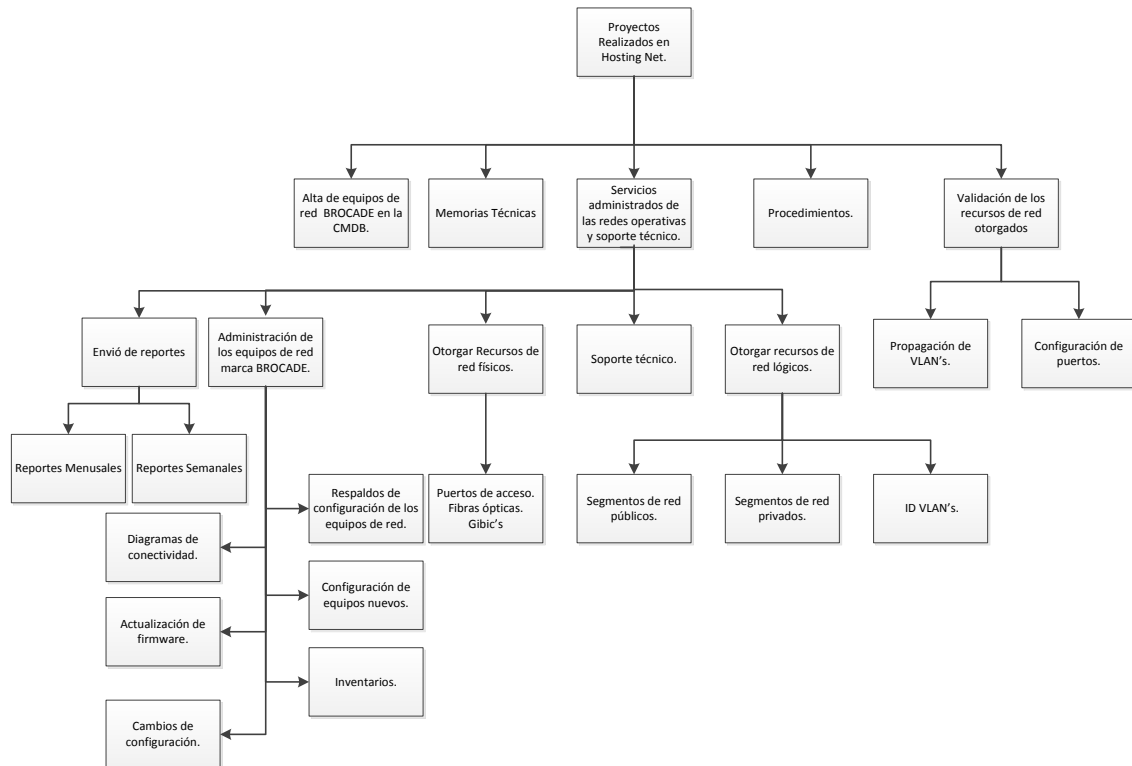 Proyectos
Realizados en
Hosting Net.
Alta de equipos de
red BROCADE en la
CMDB.
Memorias Técnicas
Servicios
administrados de
las redes operativas
y soporte técnico.
Procedimientos.
Validación de los
recursos de red
otorgados
Envió de reportes
Administración de
los equipos de red
marca BROCADE.
Otorgar Recursos de
red físicos.
Soporte técnico.
Otorgar recursos de
red lógicos.
Propagación de
VLAN's.
Configuración de
puertos.
Reportes Menusales
Reportes Semanales
Respaldos de
configuración de los
equipos de red.
Puertos de acceso.
Fibras ópticas.
Gibic's
Segmentos de red
públicos.
Segmentos de red
privados.
ID VLAN's.
Diagramas de
conectividad.
Configuración de
equipos nuevos.
Actualización de
firmware.
Inventarios.
Cambios de
configuración.